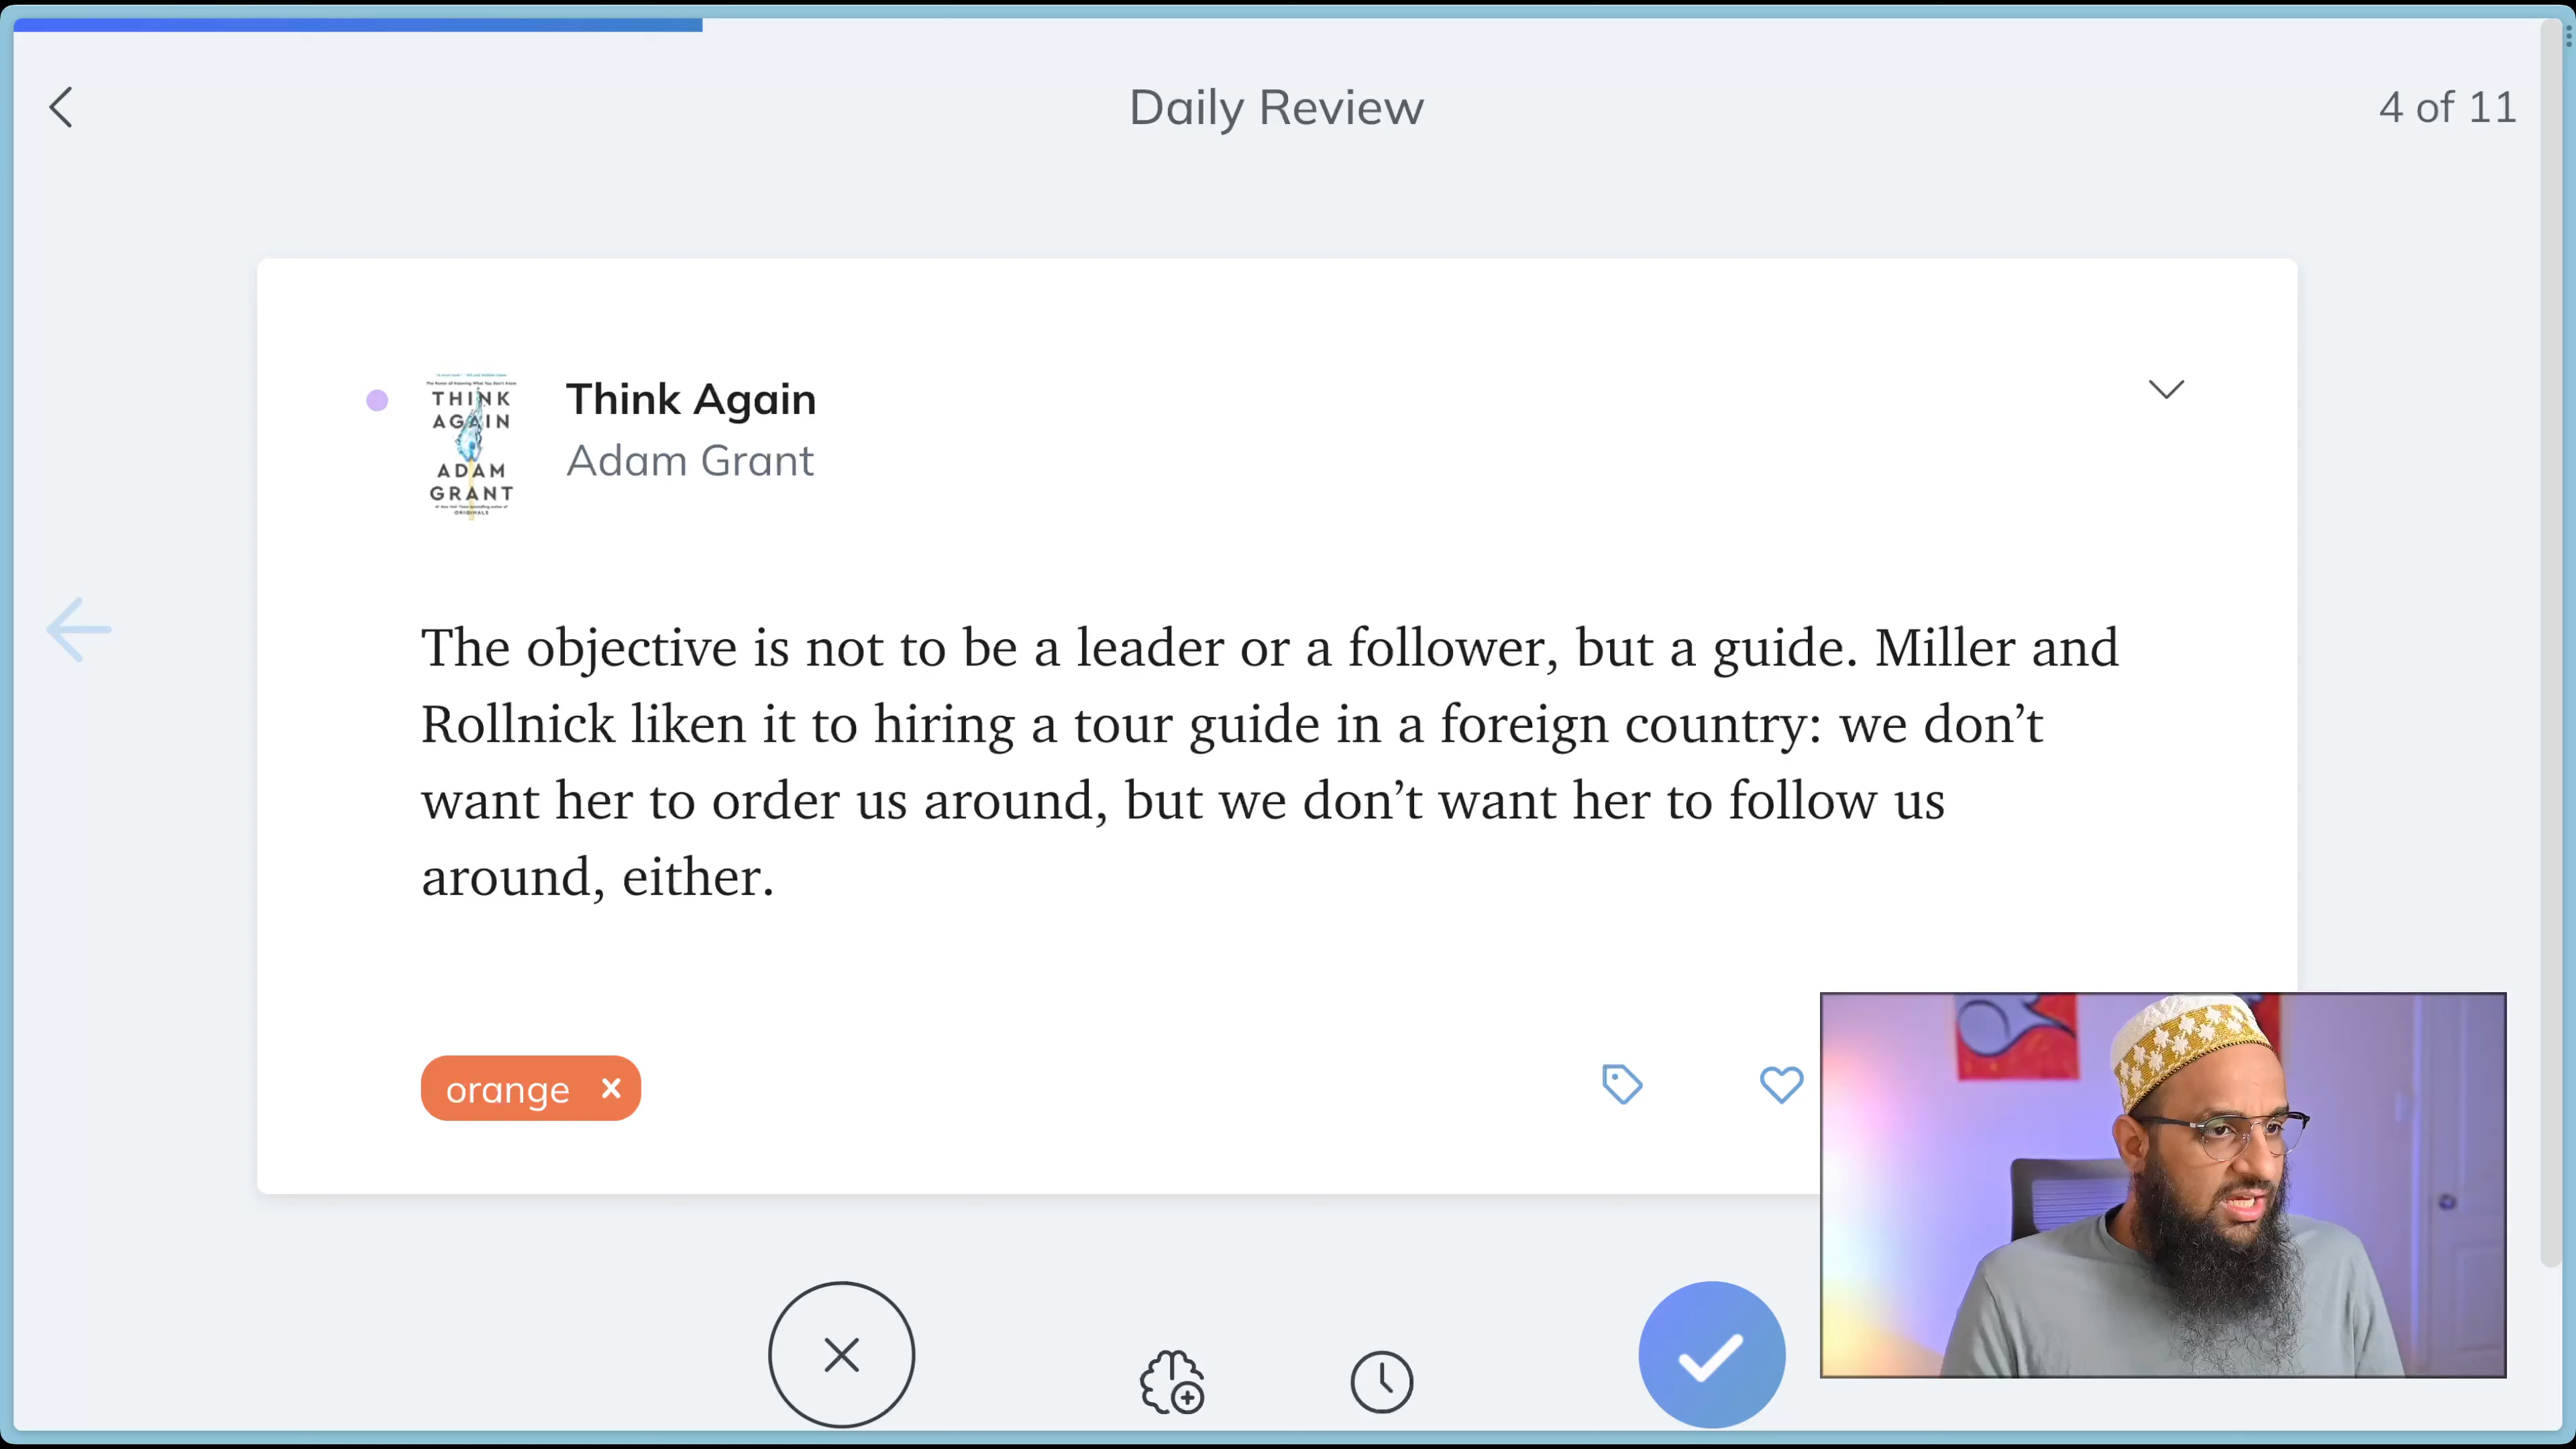 Daily Review
4 of 11
THINK
AGAIN
ADAM
GRANT
ORIGINALS
Think Again
Adam Grant
The objective is not to be a leader or a follower, but a guide. Miller and
Rollnick liken it to hiring a tour guide in a foreign country: we don’t
want her to order us around, but we don’t want her to follow us
around, either.
orange